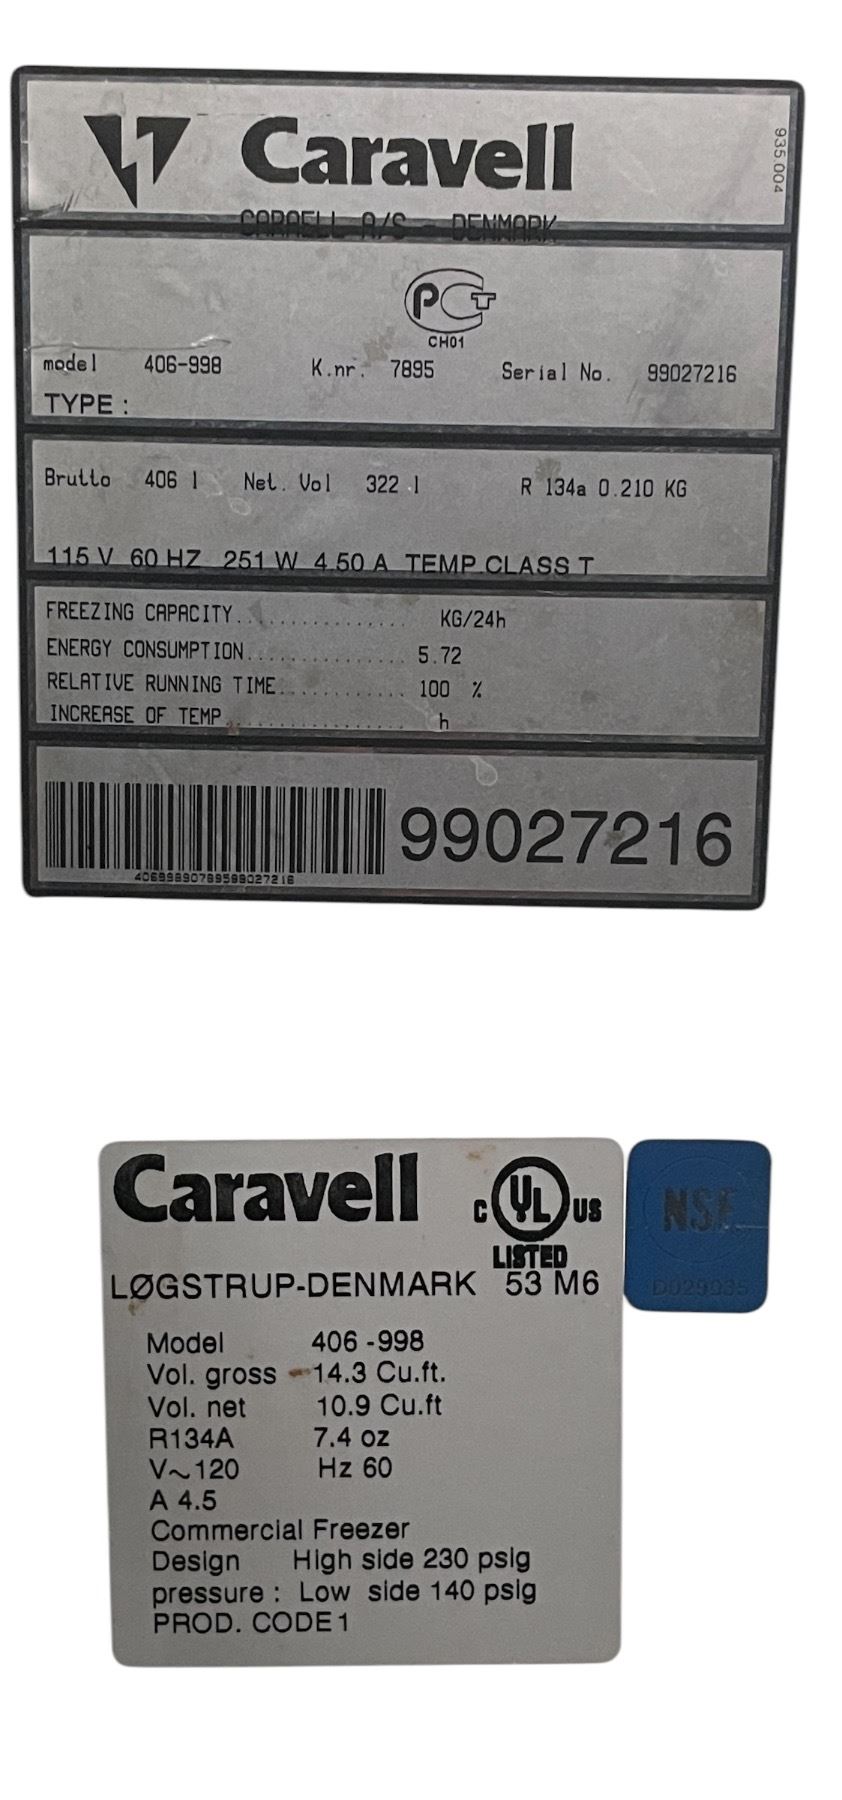 Caravell
935.004
CARAELL A/S - DENMARK
PCT
CH01
model 406-998 K.nr. 7895 Serial No. 99027216
TYPE :
Brutto 406 l Net. Vol 322 l R 134a 0.210 KG
115 V 60 HZ 251 W 4.50 A TEMP.CLASS T
FREEZING CAPACITY.................. KG/24h
ENERGY CONSUMPTION................ 5.72
RELATIVE RUNNING TIME............ 100 %
INCREASE OF TEMP.................. h
99027216
Caravell
C UL US
LISTED
LØGSTRUP-DENMARK 53 M6
NSF
D029035
Model 406 -998
Vol. gross 14.3 Cu.ft.
Vol. net 10.9 Cu.ft
R134A 7.4 oz
V~120 Hz 60
A 4.5
Commercial Freezer
Design High side 230 psig
pressure : Low side 140 psig
PROD. CODE 1